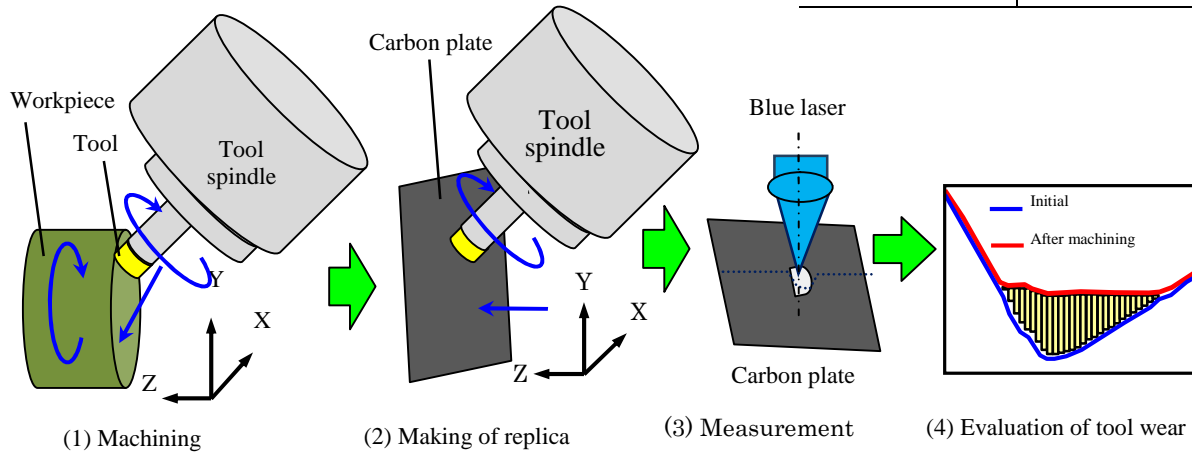 Workpiece
Tool
Tool
spindle
Y
X
Z
(1) Machining
Carbon plate
Tool
spindle
Y
X
Z
(2) Making of replica
Blue laser
Carbon plate
(3) Measurement
Initial
After machining
(4) Evaluation of tool wear